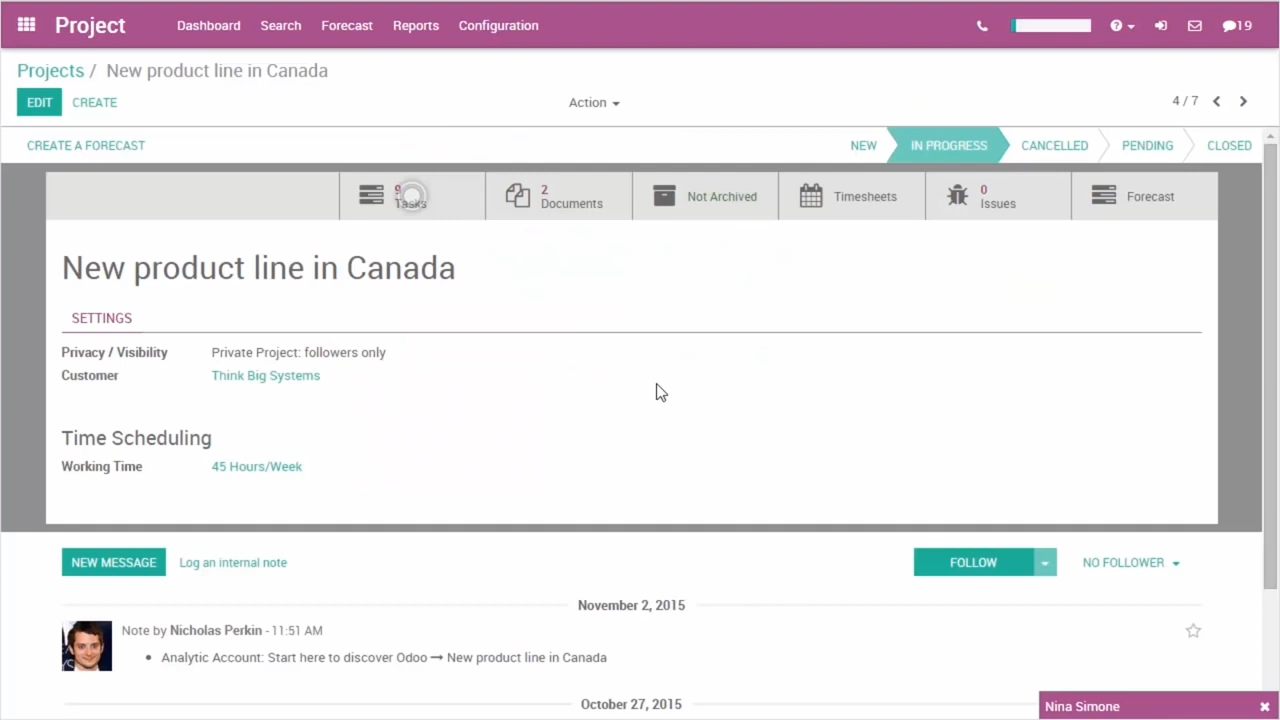 Project Dashboard Search Forecast Reports Configuration 19
Projects / New product line in Canada
EDIT CREATE Action 4 / 7
CREATE A FORECAST NEW IN PROGRESS CANCELLED PENDING CLOSED
9 Tasks
2 Documents
Not Archived
Timesheets
0 Issues
Forecast
New product line in Canada
SETTINGS
Privacy / Visibility Private Project: followers only
Customer Think Big Systems
Time Scheduling
Working Time 45 Hours/Week
NEW MESSAGE Log an internal note FOLLOW NO FOLLOWER
November 2, 2015
Note by Nicholas Perkin - 11:51 AM
• Analytic Account: Start here to discover Odoo → New product line in Canada
October 27, 2015
Nina Simone ×